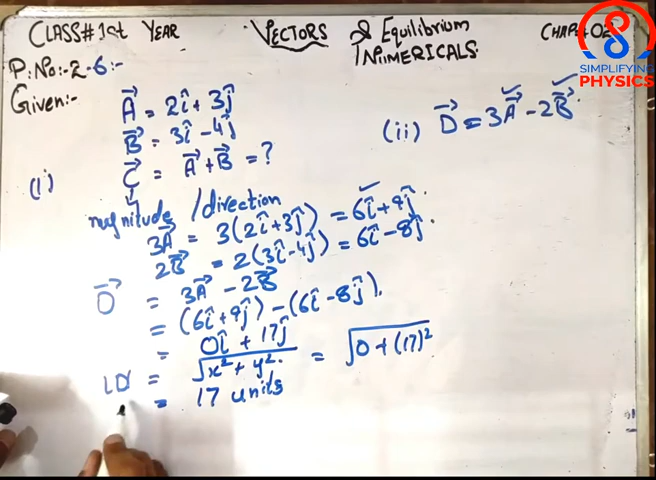 CLASS#1st YEAR VECTORS & Equilibrium CHAP#02
NUMERICALS
SIMPLIFYING
PHYSICS
P.No:-2-6:-
Given:-
A⃗ = 2î + 3ĵ
B⃗ = 3î - 4ĵ
(i) C⃗ = A⃗ + B⃗ = ?
(ii) D⃗ = 3A⃗ - 2B⃗
magnitude / direction
3A⃗ = 3(2î + 3ĵ) = 6î + 9ĵ
2B⃗ = 2(3î - 4ĵ) = 6î - 8ĵ
D⃗ = 3A⃗ - 2B⃗
= (6î + 9ĵ) - (6î - 8ĵ)
= 0î + 17ĵ
|D| = √x² + y² = √0 + (17)²
= 17 units